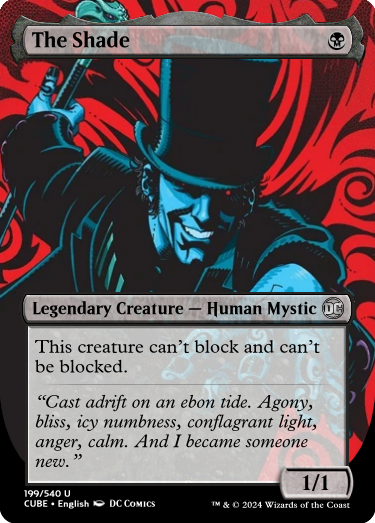 The Shade
Legendary Creature — Human Mystic
DC
This creature can't block and can't
be blocked.
“Cast adrift on an ebon tide. Agony,
bliss, icy numbness, conflagrant light,
anger, calm. And I became someone
new.”
1/1
199/540 U
CUBE • English DC Comics
™ & © 2024 Wizards of the Coast